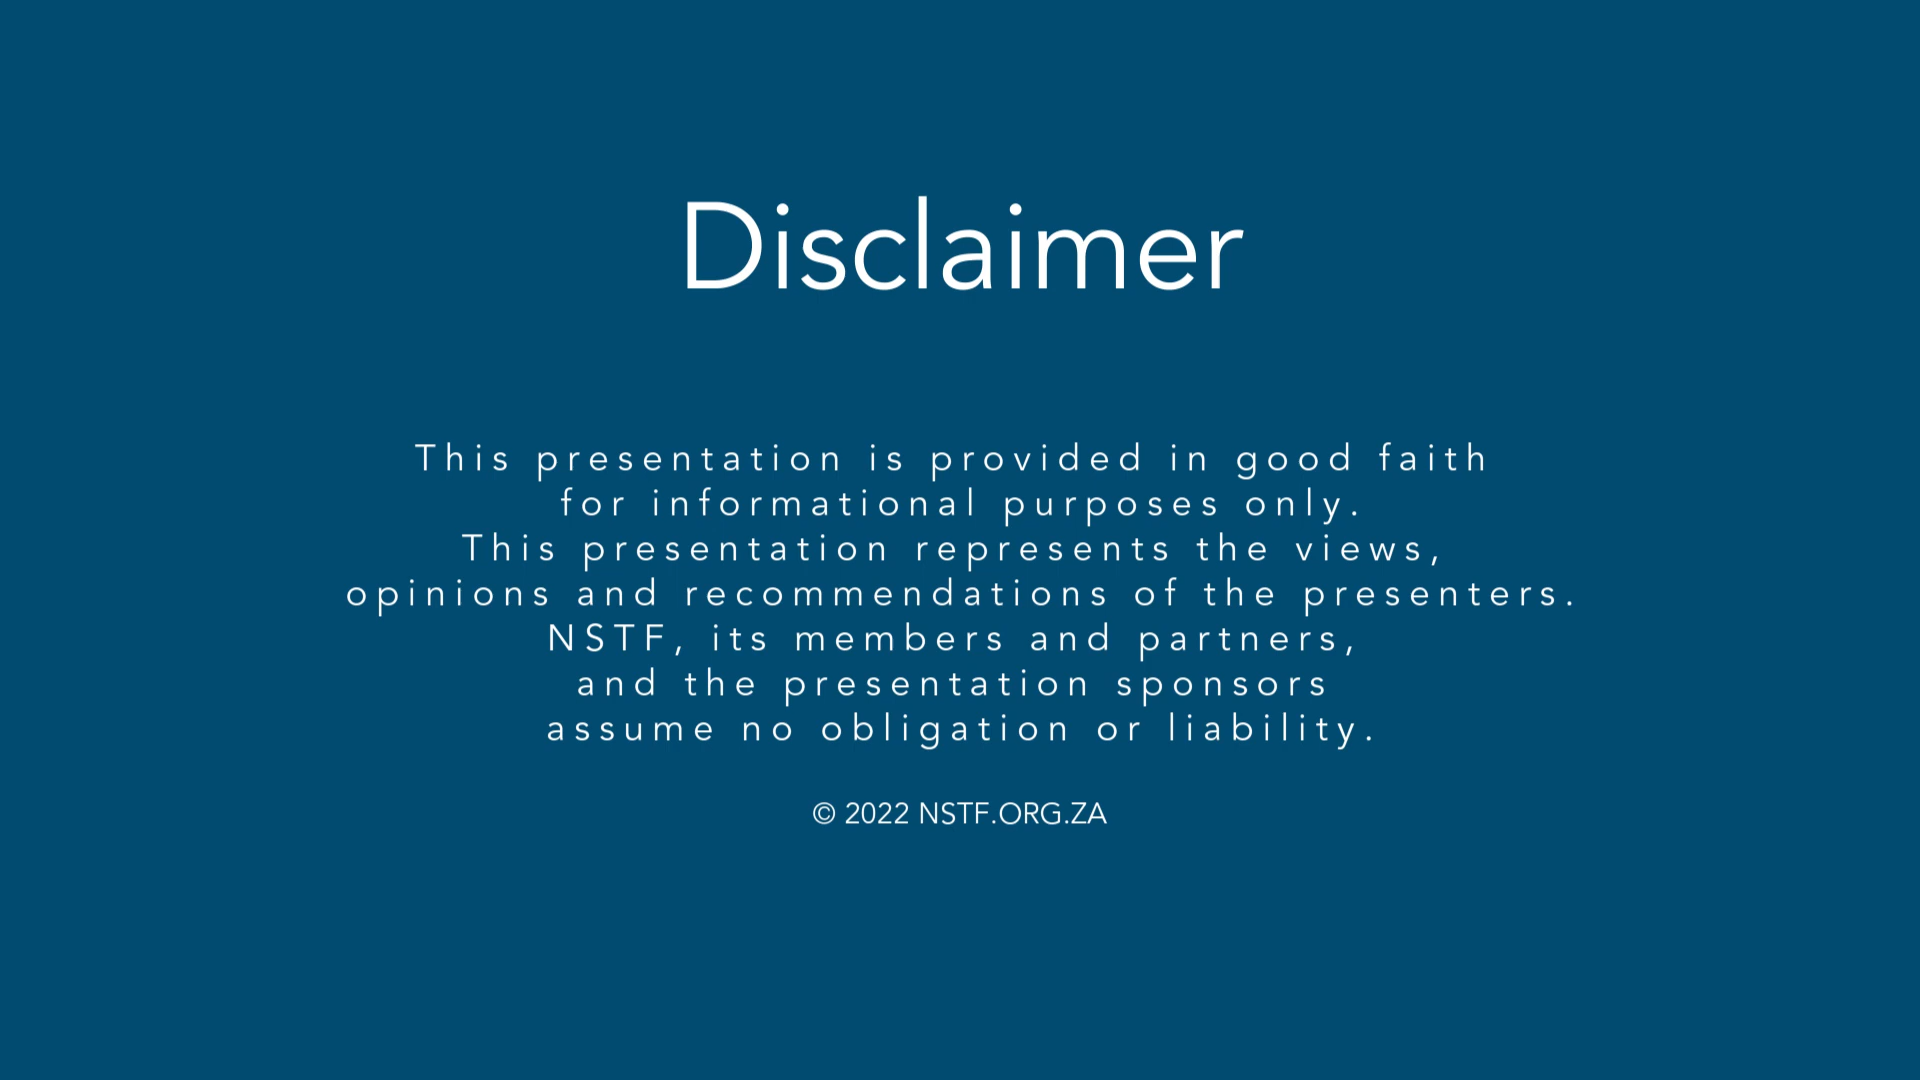 Disclaimer
This presentation is provided in good faith
for informational purposes only.
This presentation represents the views,
opinions and recommendations of the presenters.
NSTF, its members and partners,
and the presentation sponsors
assume no obligation or liability.
© 2022 NSTF.ORG.ZA